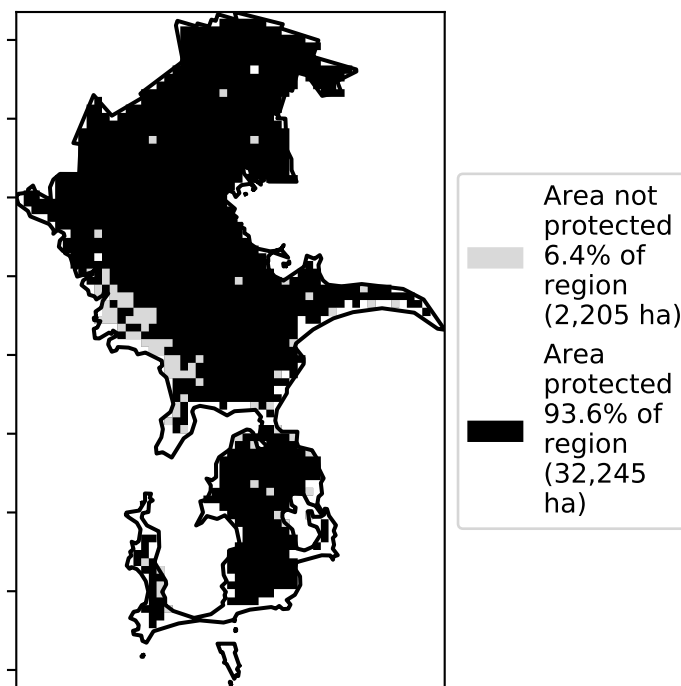 Area not
protected
6.4% of
region
(2,205 ha)
Area
protected
93.6% of
region
(32,245
ha)